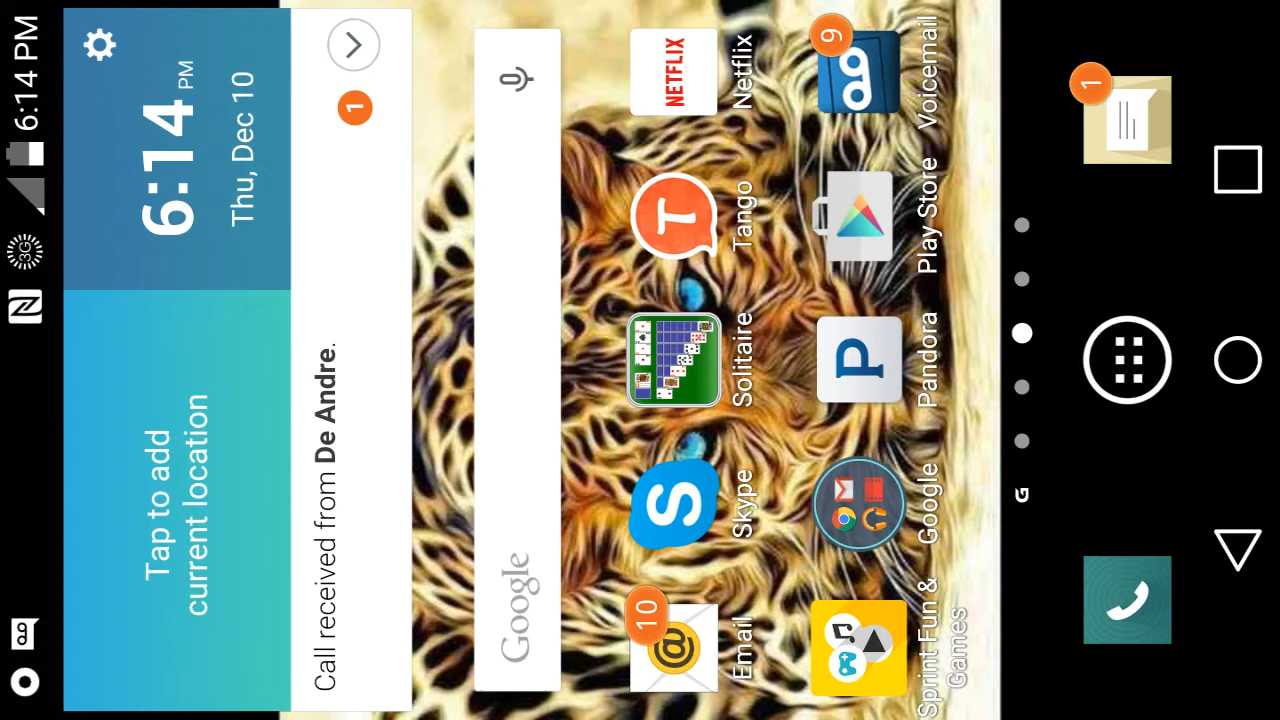 3G 6:14 PM
Tap to add
current location
6:14 PM
Thu, Dec 10
Call received from De Andre.
1
Google
10
@
S
T
NETFLIX
Email
Skype
Solitaire
Tango
Netflix
P
9
Sprint Fun &
Games
Google
Pandora
Play Store
Voicemail
G
1